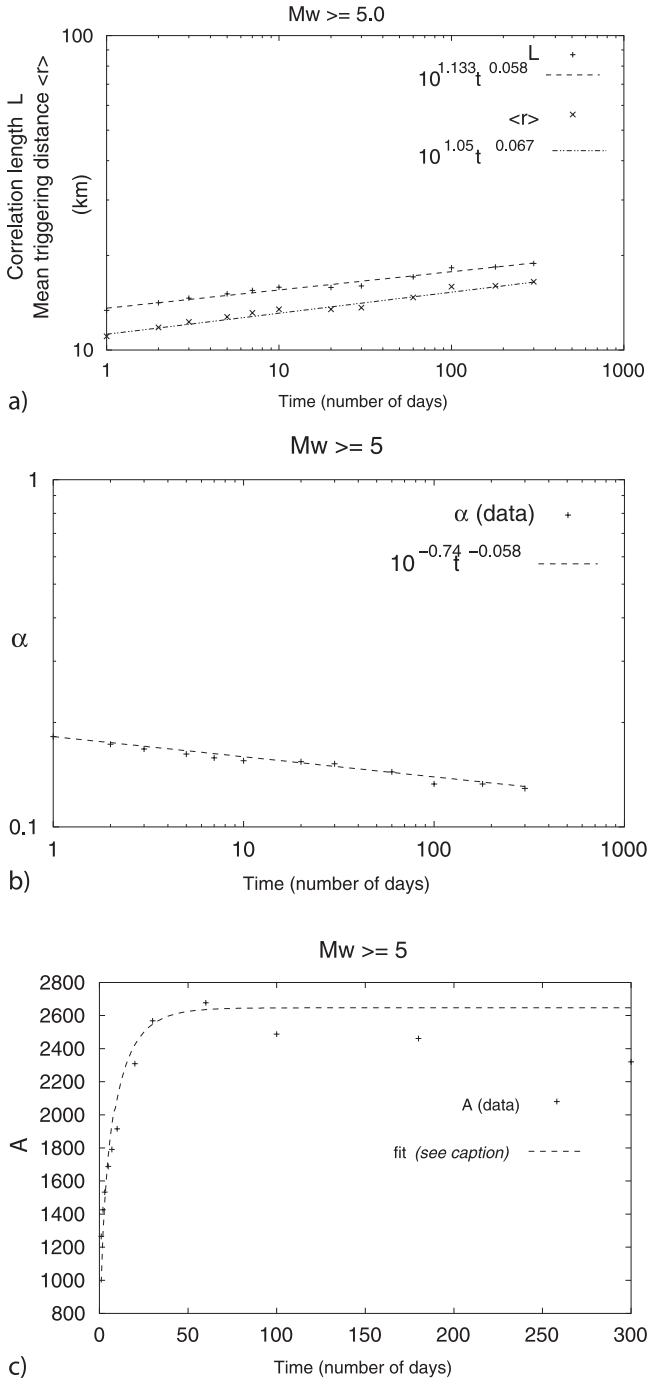 Mw >= 5.0
Correlation length L
Mean triggering distance <r>
(km)
100
10
L
10^1.133 t^0.058
<r>
10^1.05 t^0.067
1 10 100 1000
Time (number of days)
a)
Mw >= 5
α
1
0.1
α (data)
10^−0.74 t^−0.058
1 10 100 1000
Time (number of days)
b)
Mw >= 5
A
2800
2600
2400
2200
2000
1800
1600
1400
1200
1000
800
A (data)
fit (see caption)
0 50 100 150 200 250 300
Time (number of days)
c)